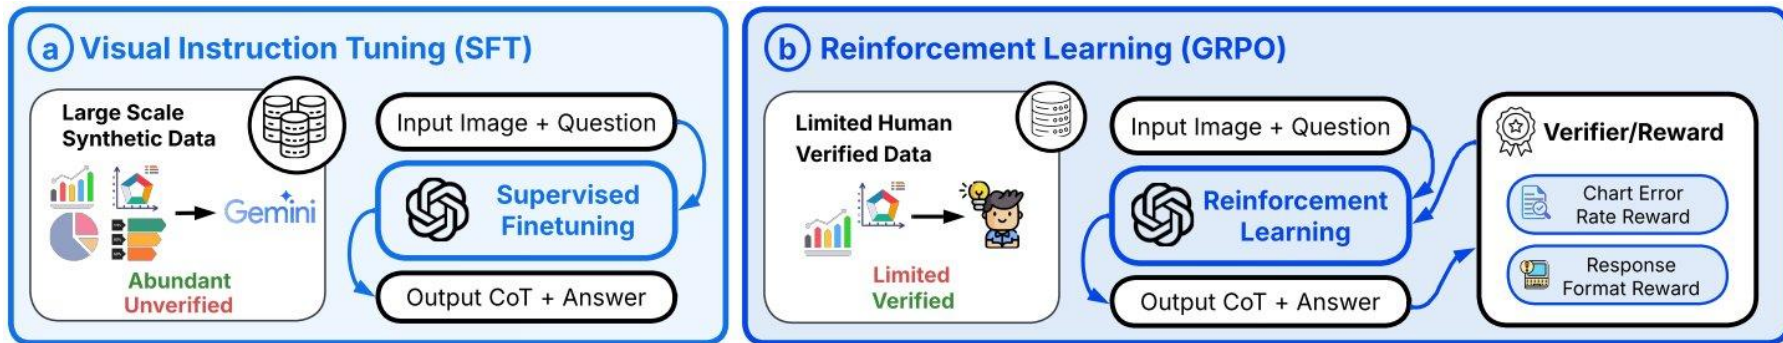 a Visual Instruction Tuning (SFT)
Large Scale
Synthetic Data
Gemini
Abundant
Unverified
Input Image + Question
Supervised
Finetuning
Output CoT + Answer
b Reinforcement Learning (GRPO)
Limited Human
Verified Data
Limited
Verified
Input Image + Question
Reinforcement
Learning
Output CoT + Answer
Verifier/Reward
Chart Error
Rate Reward
Response
Format Reward